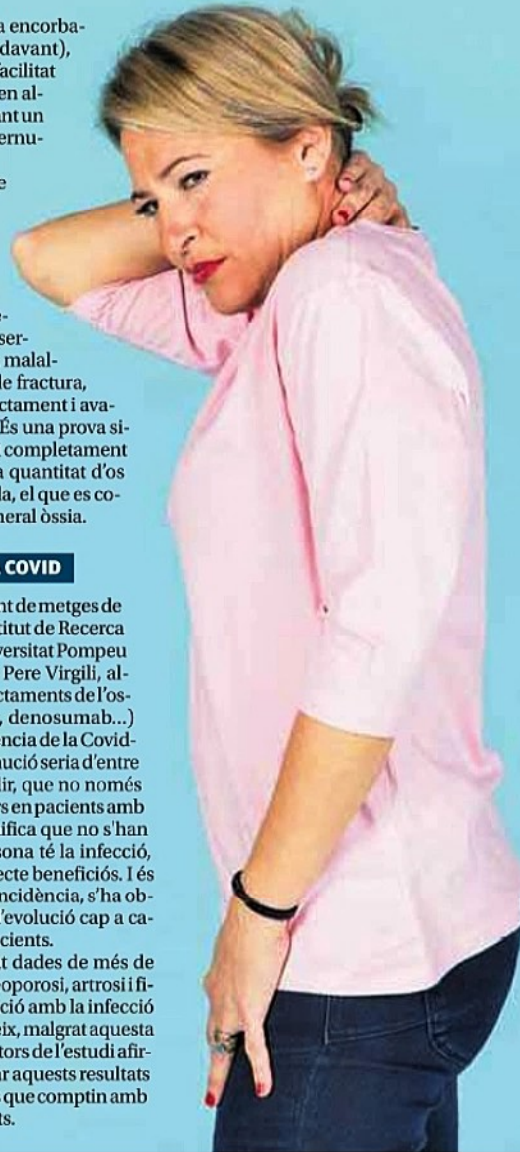 a encorba-
davant),
facilitat
en al-
ant un
ernu-
e
e-
ser-
malal-
le fractura,
ctament i ava-
És una prova si-
completament
a quantitat d'os
da, el que es co-
neral òssia.
COVID
nt de metges de
titut de Recerca
versitat Pompeu
Pere Virgili, al-
ctaments de l'os-
, denosumab...)
ència de la Covid-
nució seria d'entre
dir, que no només
rs en pacients amb
ifica que no s'han
sona té la infecció,
ecte beneficiós. I és
incidència, s'ha ob-
l'evolució cap a ca-
cients.
t dades de més de
eoporosi, artrosi i fi-
ció amb la infecció
eix, malgrat aquesta
tors de l'estudi afir-
ar aquests resultats
s que comptin amb
ts.